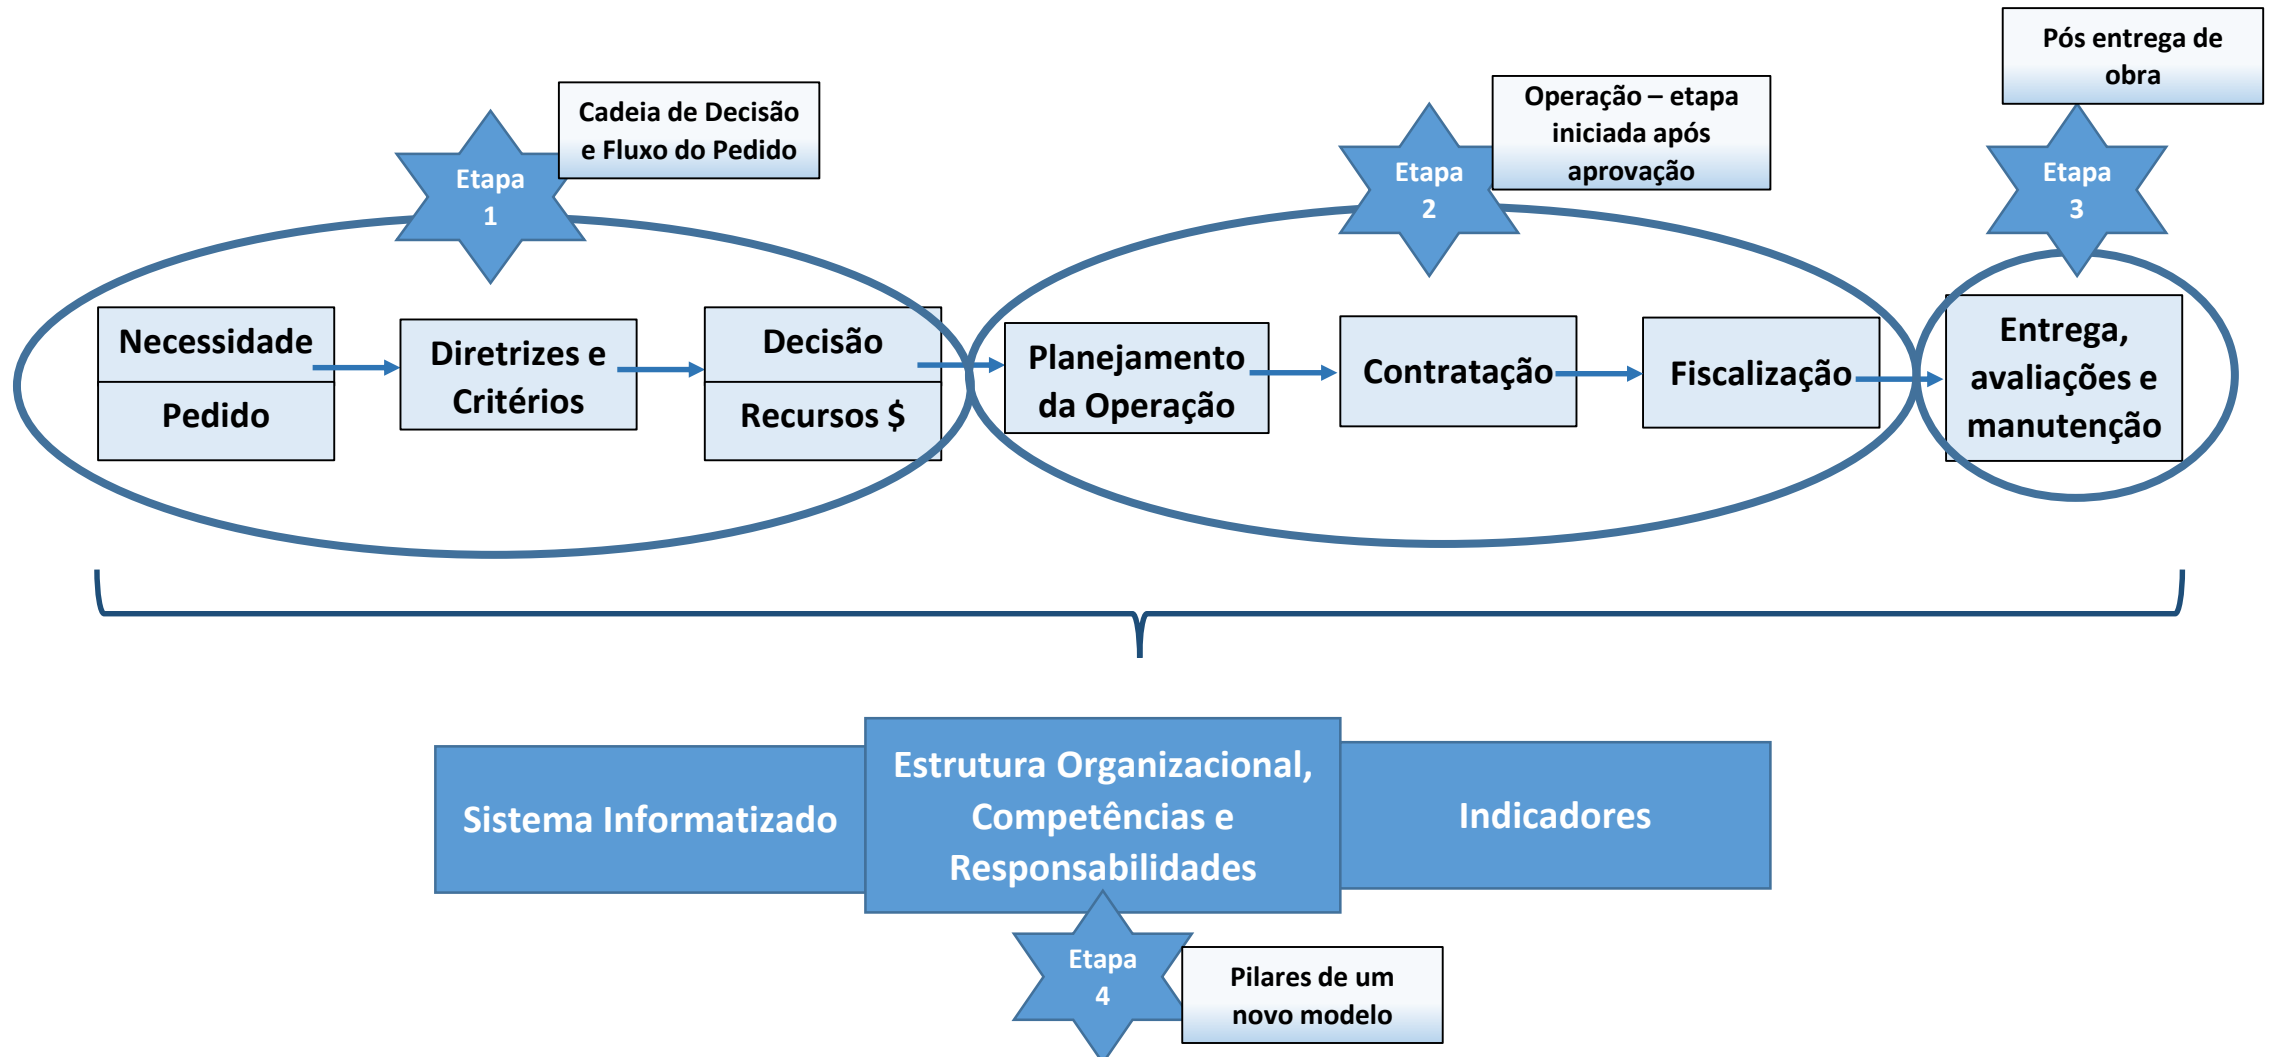 Pós entrega de
obra
Cadeia de Decisão
e Fluxo do Pedido
Operação – etapa
iniciada após
aprovação
Etapa
1
Etapa
2
Etapa
3
Necessidade
Pedido
Diretrizes e
Critérios
Decisão
Recursos $
Planejamento
da Operação
Contratação
Fiscalização
Entrega,
avaliações e
manutenção
Sistema Informatizado
Estrutura Organizacional,
Competências e
Responsabilidades
Indicadores
Etapa
4
Pilares de um
novo modelo